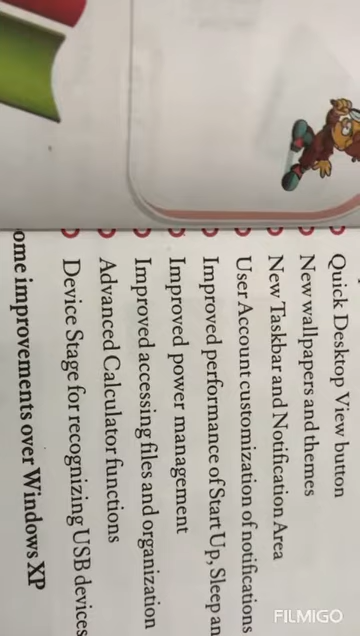 Quick Desktop View button
New wallpapers and themes
New Taskbar and Notification Area
User Account customization of notifications
Improved performance of Start Up, Sleep an
Improved power management
Improved accessing files and organization
Advanced Calculator functions
Device Stage for recognizing USB devices
ome improvements over Windows XP
FILMIGO